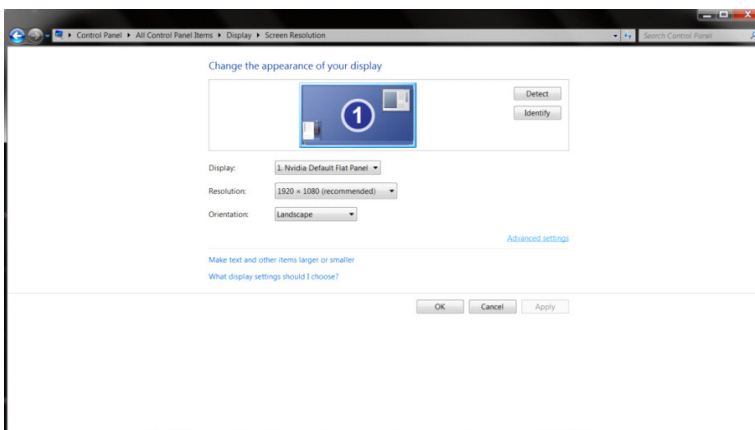 Control Panel ▸ All Control Panel Items ▸ Display ▸ Screen Resolution
Search Control Panel
Change the appearance of your display
1
Detect
Identify
Display: 1. Nvidia Default Flat Panel
Resolution: 1920 × 1080 (recommended)
Orientation: Landscape
Advanced settings
Make text and other items larger or smaller
What display settings should I choose?
OK Cancel Apply